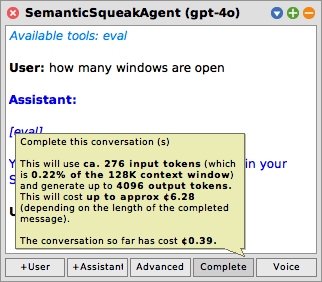 SemanticSqueakAgent (gpt-4o)
Available tools: eval
User: how many windows are open
Assistant:
[eval]
Complete this conversation (s)
This will use ca. 276 input tokens (which
is 0.22% of the 128K context window)
and generate up to 4096 output tokens.
This will cost up to approx ¢6.28
(depending on the length of the completed
message).
The conversation so far has cost ¢0.39.
in your
+User
+Assistant
Advanced
Complete
Voice